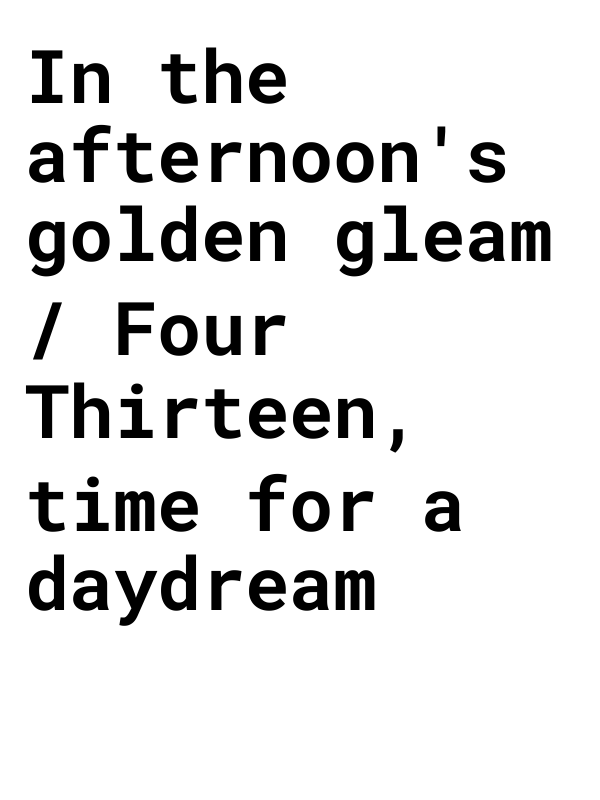 In the
afternoon's
golden gleam
/ Four
Thirteen,
time for a
daydream